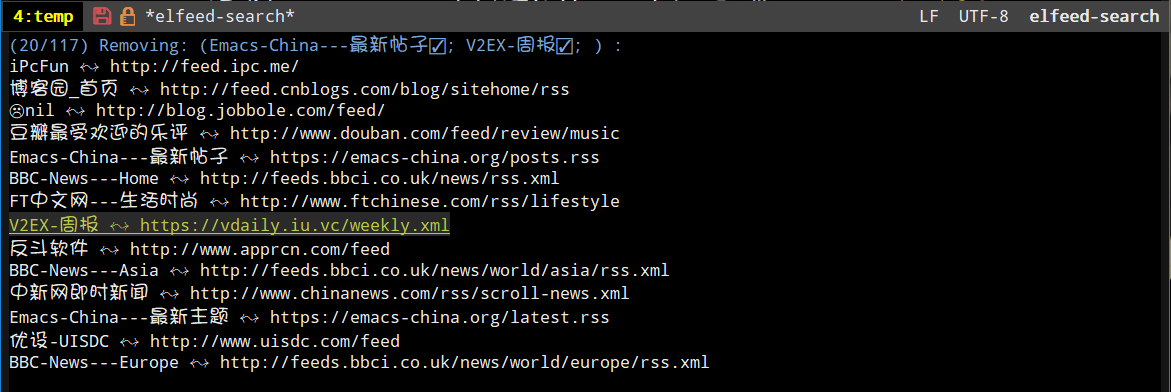 4:temp *elfeed-search* LF UTF-8 elfeed-search
(20/117) Removing: (Emacs-China---最新帖子☑; V2EX-周报☑; ) :
iPcFun ↭ http://feed.ipc.me/
博客园_首页 ↭ http://feed.cnblogs.com/blog/sitehome/rss
☹nil ↭ http://blog.jobbole.com/feed/
豆瓣最受欢迎的乐评 ↭ http://www.douban.com/feed/review/music
Emacs-China---最新帖子 ↭ https://emacs-china.org/posts.rss
BBC-News---Home ↭ http://feeds.bbci.co.uk/news/rss.xml
FT中文网---生活时尚 ↭ http://www.ftchinese.com/rss/lifestyle
V2EX-周报 ↭ https://vdaily.iu.vc/weekly.xml
反斗软件 ↭ http://www.apprcn.com/feed
BBC-News---Asia ↭ http://feeds.bbci.co.uk/news/world/asia/rss.xml
中新网即时新闻 ↭ http://www.chinanews.com/rss/scroll-news.xml
Emacs-China---最新主题 ↭ https://emacs-china.org/latest.rss
优设-UISDC ↭ http://www.uisdc.com/feed
BBC-News---Europe ↭ http://feeds.bbci.co.uk/news/world/europe/rss.xml